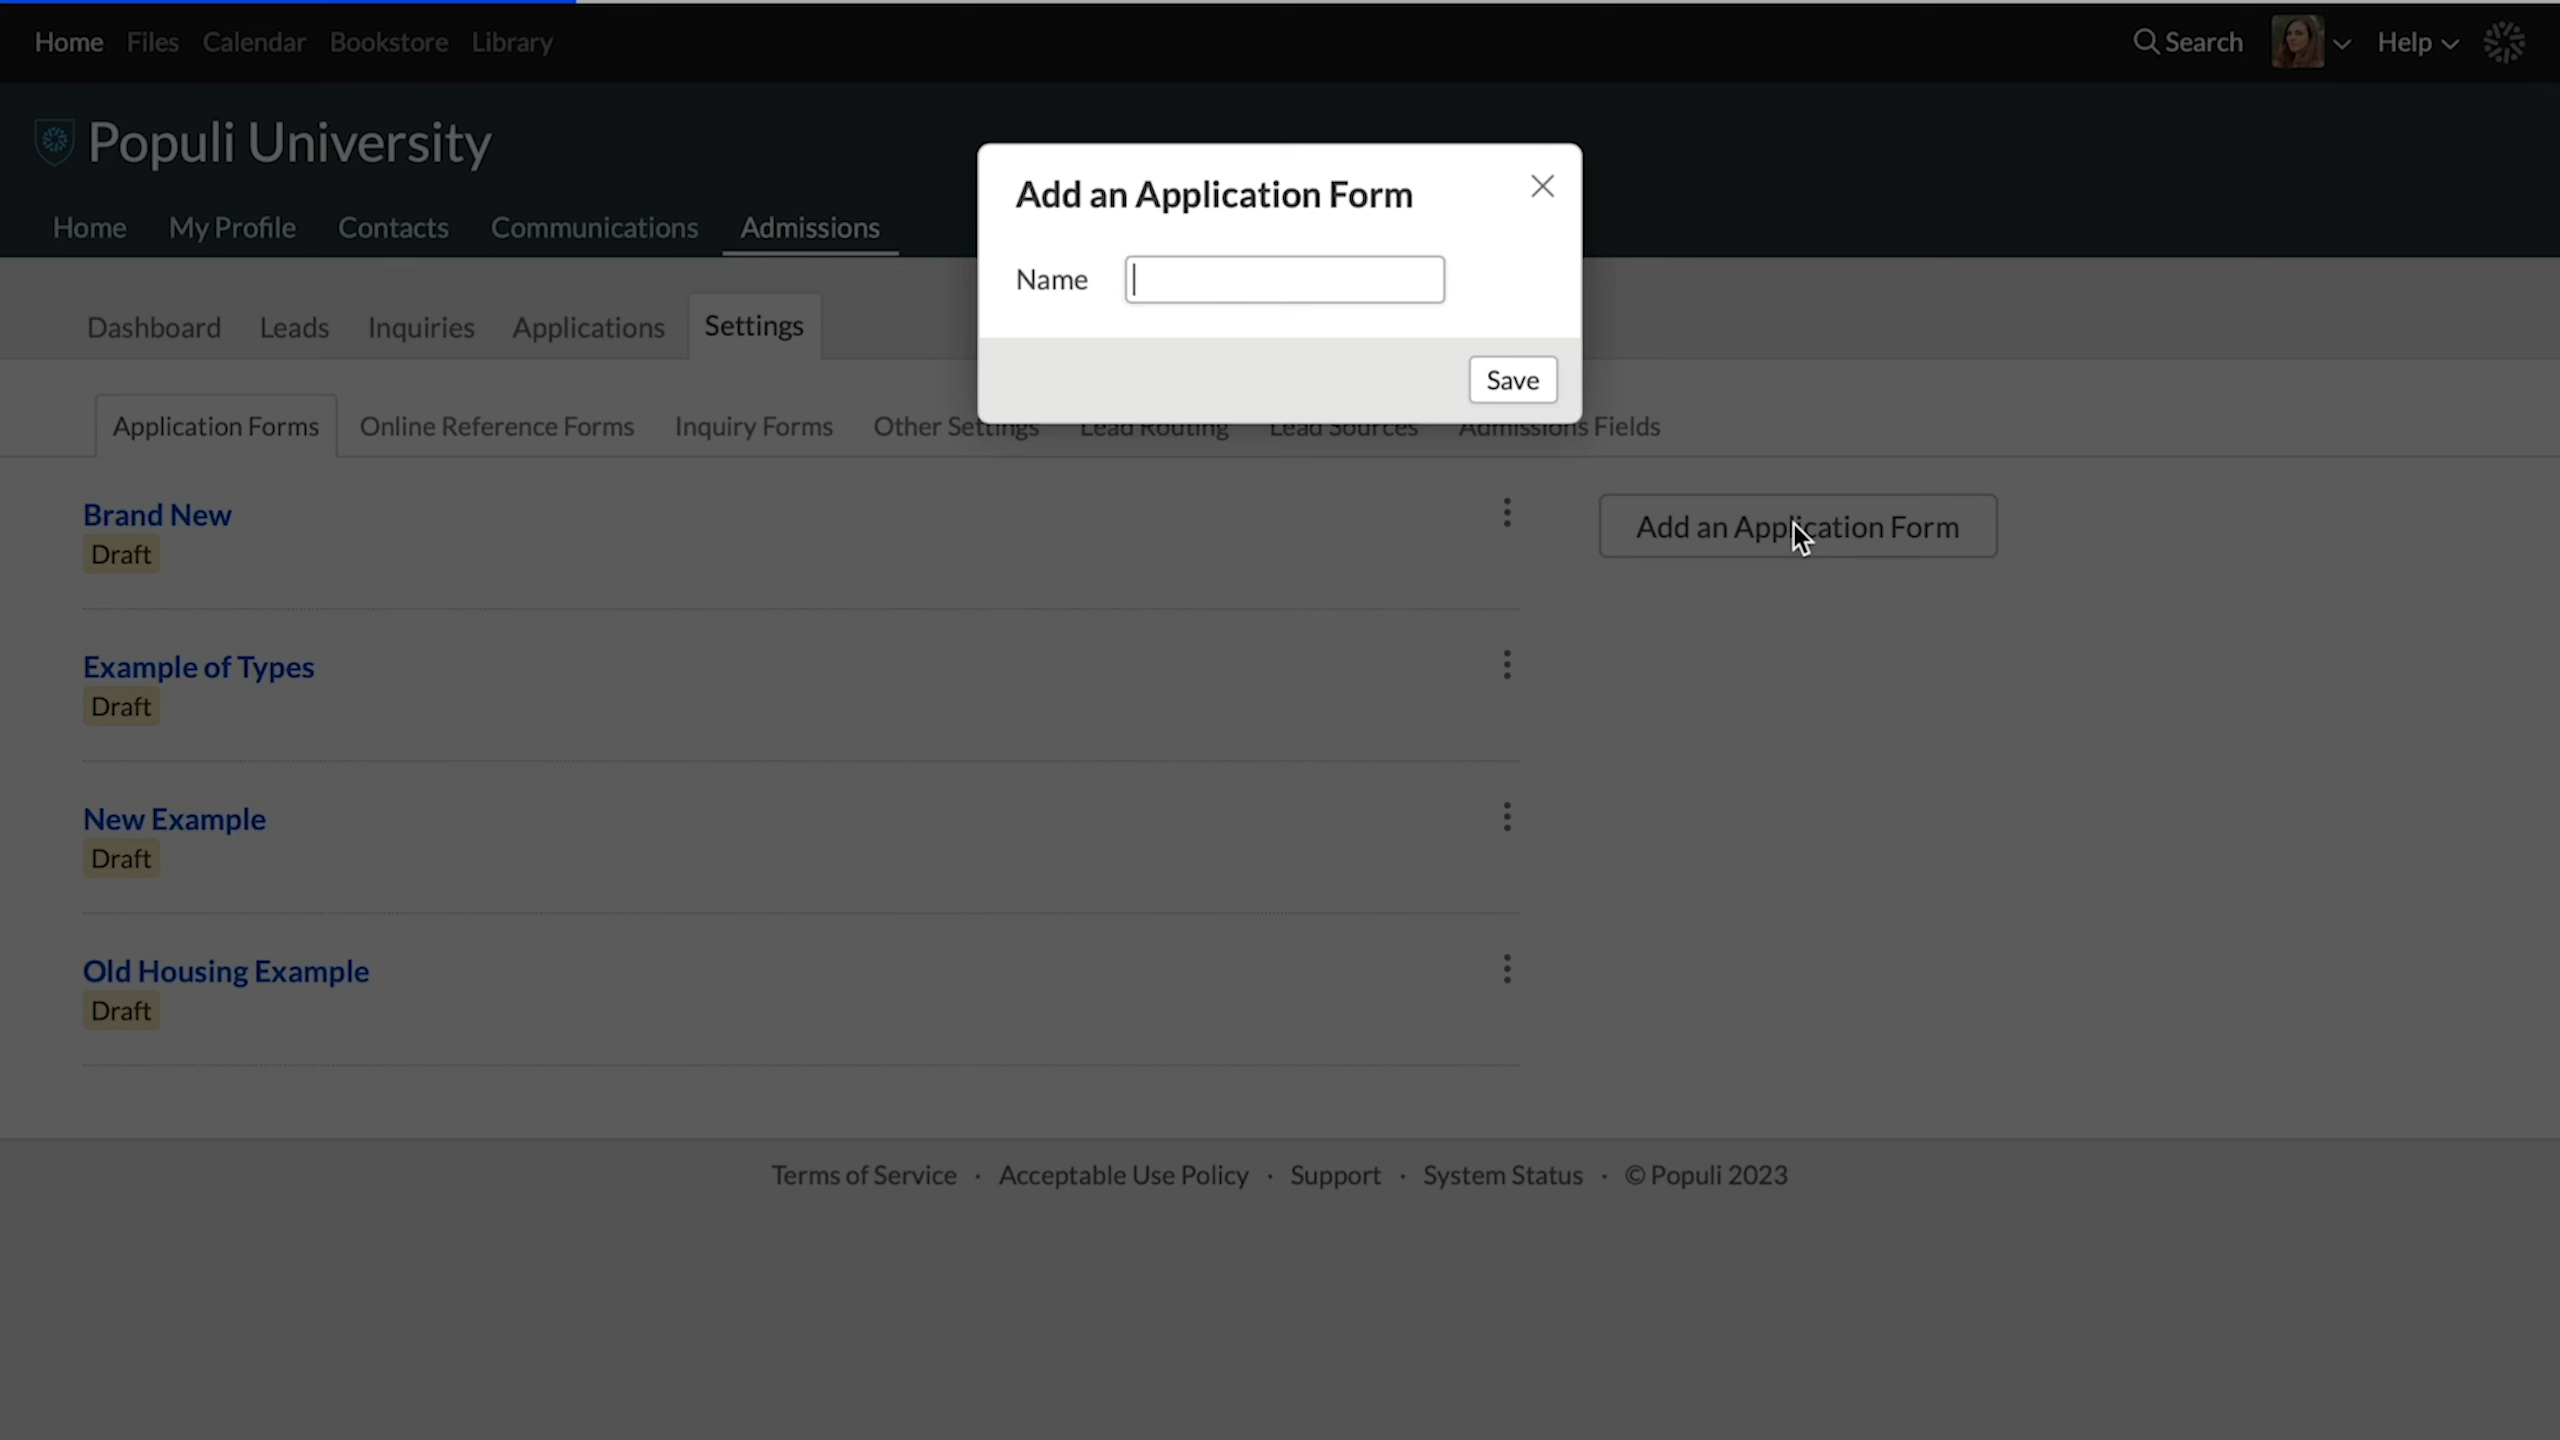 Home Files Calendar Bookstore Library Search Help
Populi University
Home My Profile Contacts Communications Admissions
Add an Application Form
Name
Save
Dashboard Leads Inquiries Applications Settings
Application Forms Online Reference Forms Inquiry Forms Other Settings Lead Routing Lead Sources Admissions Fields
Brand New
Draft
Add an Application Form
Example of Types
Draft
New Example
Draft
Old Housing Example
Draft
Terms of Service · Acceptable Use Policy · Support · System Status · © Populi 2023